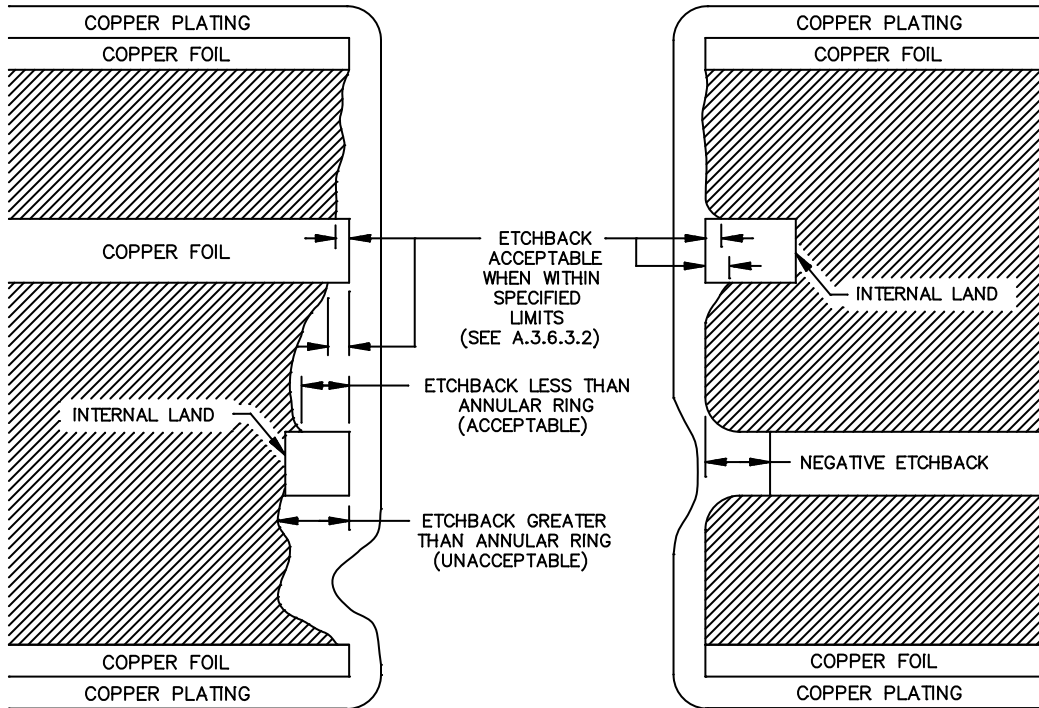 COPPER PLATING
COPPER FOIL
COPPER PLATING
COPPER FOIL
COPPER FOIL
ETCHBACK
ACCEPTABLE
WHEN WITHIN
SPECIFIED
LIMITS
(SEE A.3.6.3.2)
INTERNAL LAND
ETCHBACK LESS THAN
ANNULAR RING
(ACCEPTABLE)
INTERNAL LAND
NEGATIVE ETCHBACK
ETCHBACK GREATER
THAN ANNULAR RING
(UNACCEPTABLE)
COPPER FOIL
COPPER PLATING
COPPER FOIL
COPPER PLATING